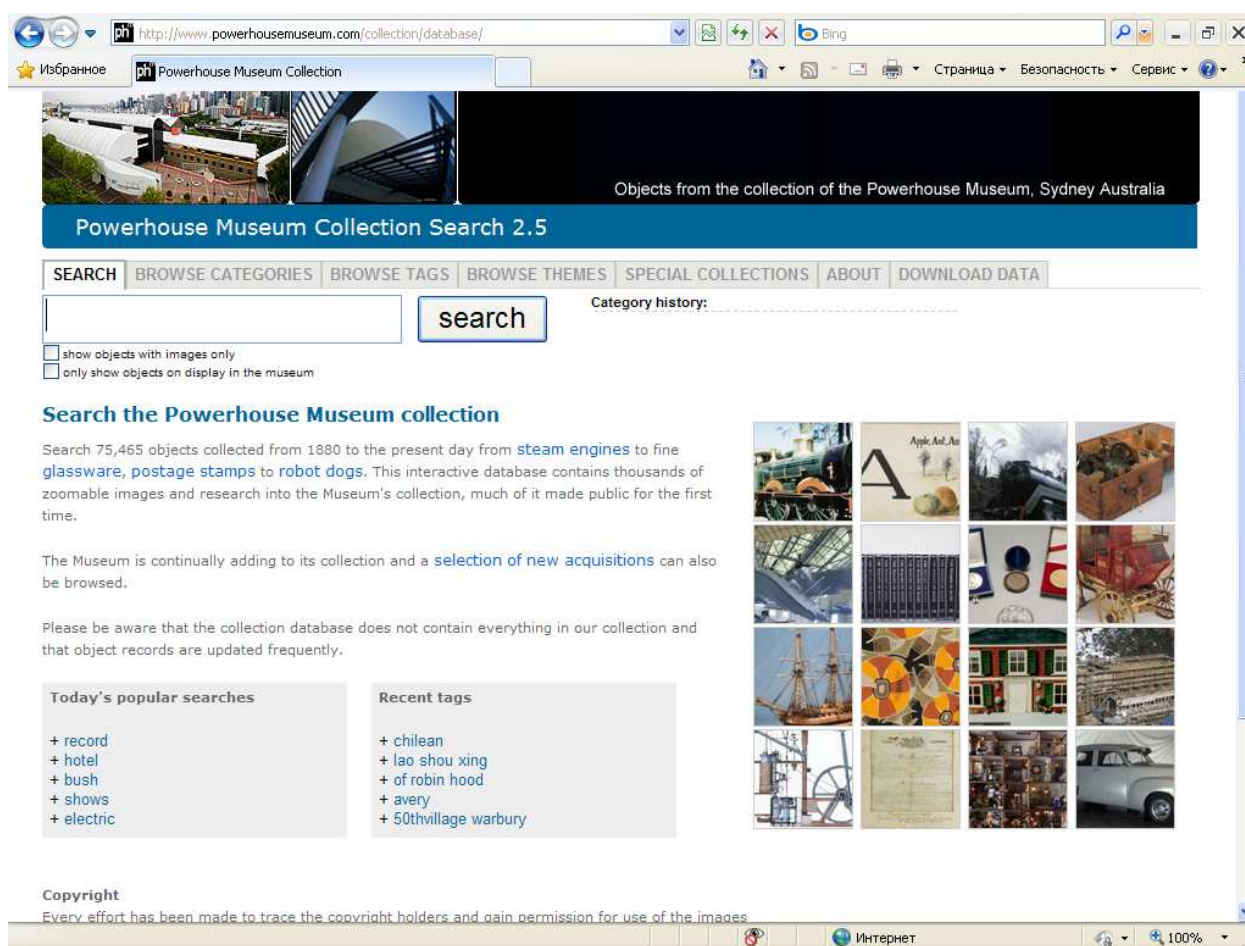 http://www.powerhousemuseum.com/collection/database/
Bing
Избранное
Powerhouse Museum Collection
Страница
Безопасность
Сервис
Objects from the collection of the Powerhouse Museum, Sydney Australia
Powerhouse Museum Collection Search 2.5
SEARCH BROWSE CATEGORIES BROWSE TAGS BROWSE THEMES SPECIAL COLLECTIONS ABOUT DOWNLOAD DATA
search
Category history:
show objects with images only
only show objects on display in the museum
Search the Powerhouse Museum collection
Search 75,465 objects collected from 1880 to the present day from steam engines to fine
glassware, postage stamps to robot dogs. This interactive database contains thousands of
zoomable images and research into the Museum's collection, much of it made public for the first
time.
The Museum is continually adding to its collection and a selection of new acquisitions can also
be browsed.
Please be aware that the collection database does not contain everything in our collection and
that object records are updated frequently.
Today's popular searches
+ record
+ hotel
+ bush
+ shows
+ electric
Recent tags
+ chilean
+ lao shou xing
+ of robin hood
+ avery
+ 50thvillage warbury
A
Copyright
Every effort has been made to trace the copyright holders and gain permission for use of the images
Интернет
100%